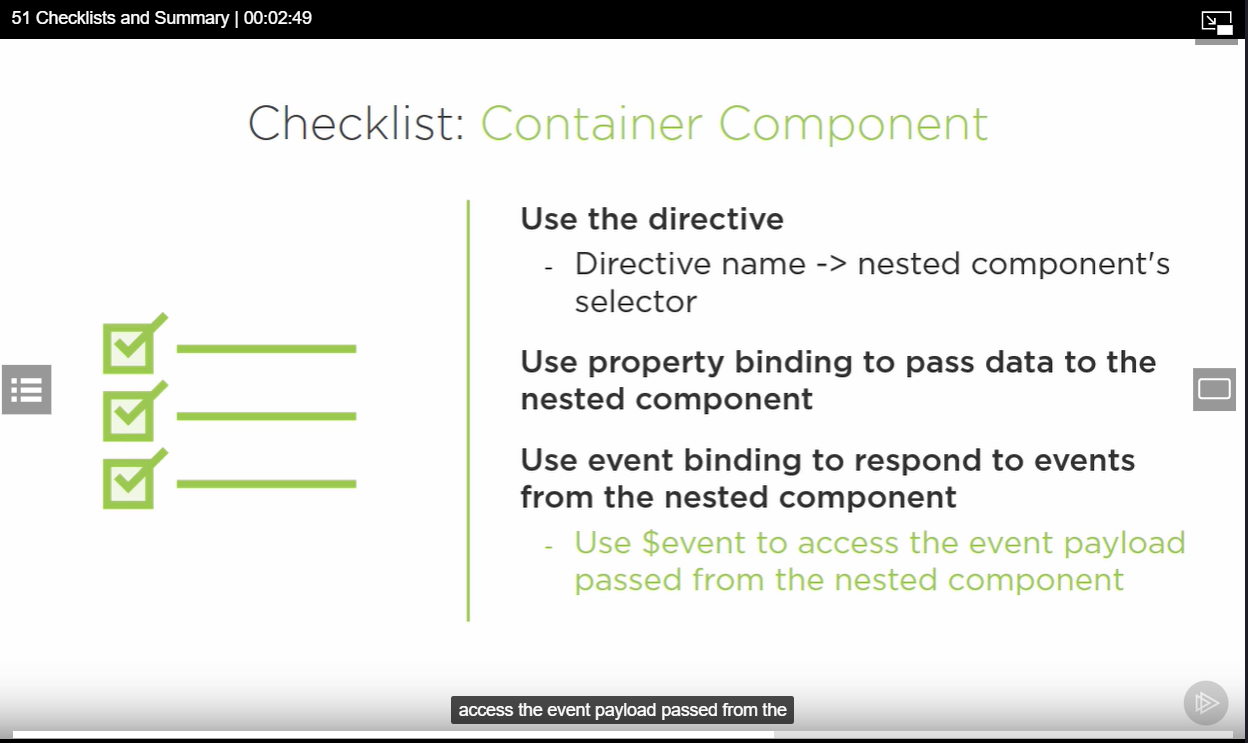 51 Checklists and Summary | 00:02:49
Checklist: Container Component
Use the directive
- Directive name -> nested component's
selector
Use property binding to pass data to the
nested component
Use event binding to respond to events
from the nested component
- Use $event to access the event payload
passed from the nested component
access the event payload passed from the